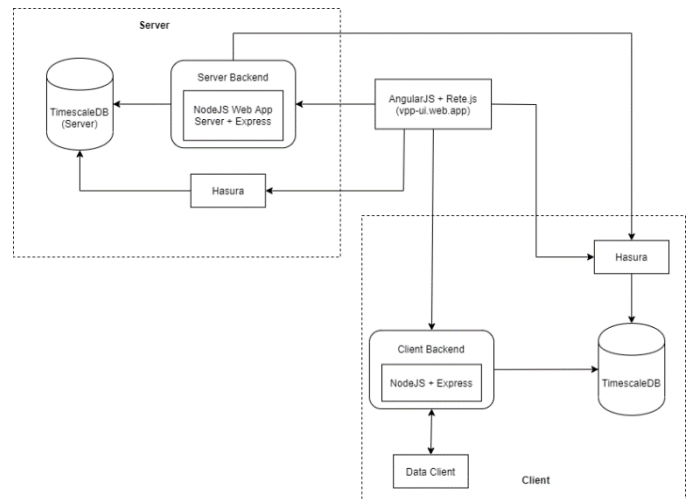 Server
Server Backend
NodeJS Web App
Server + Express
TimescaleDB
(Server)
Hasura
AngularJS + Rete.js
(vpp-ui.web.app)
Hasura
Client Backend
NodeJS + Express
TimescaleDB
Data Client
Client